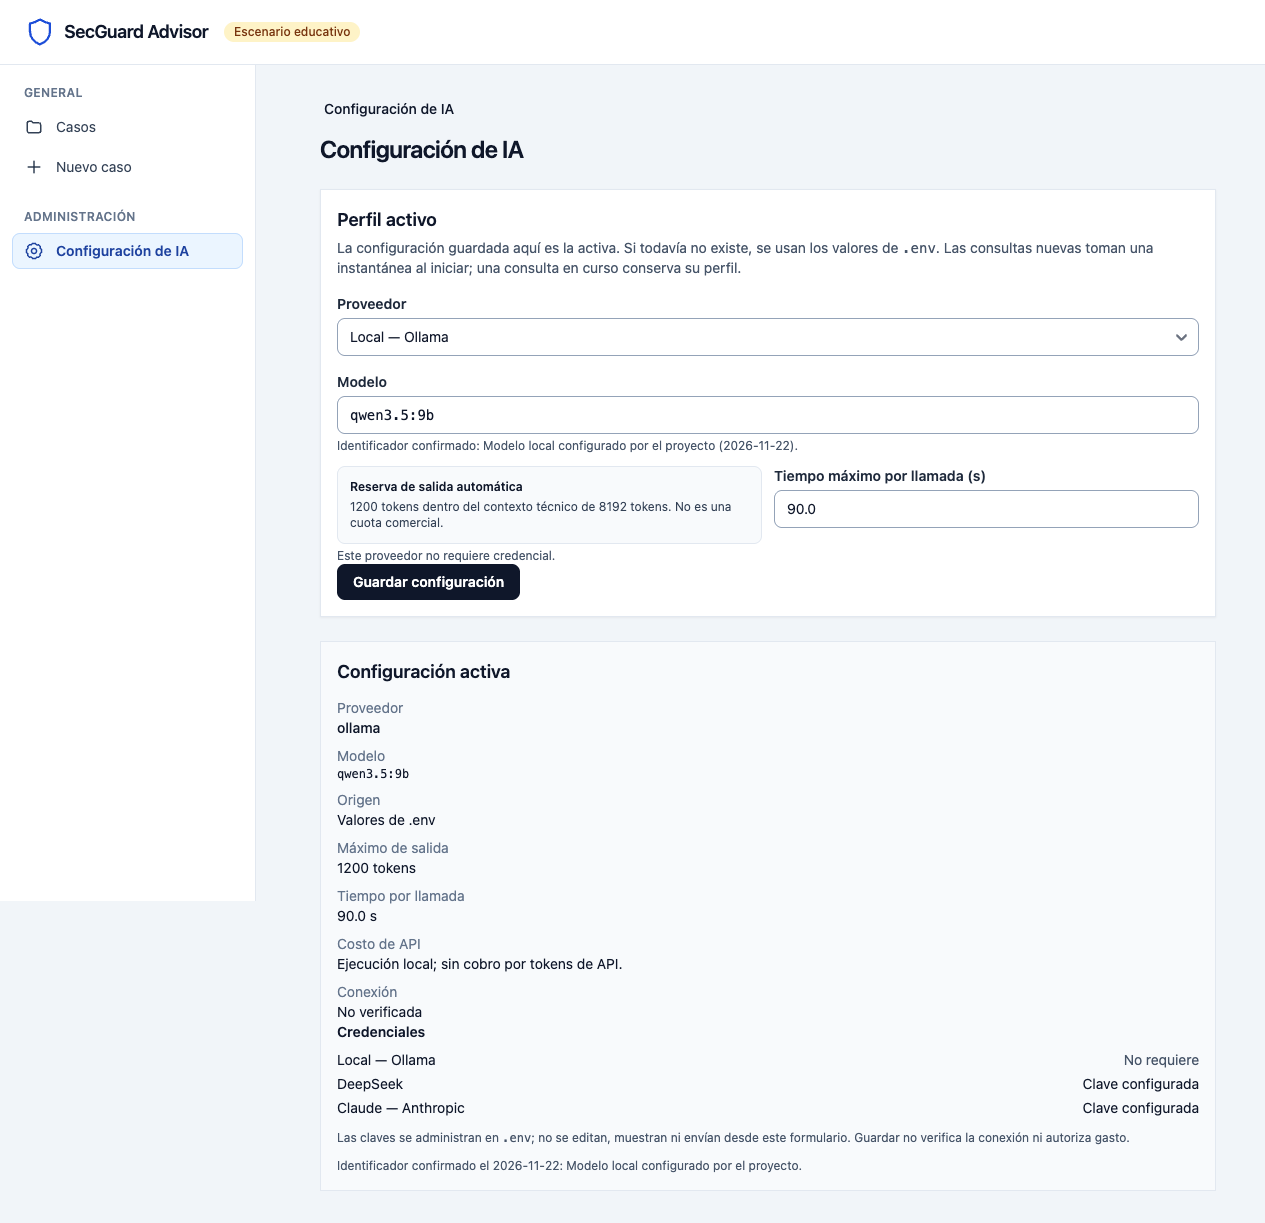 SecGuard Advisor
Escenario educativo
GENERAL
Casos
Nuevo caso
ADMINISTRACIÓN
Configuración de IA
Configuración de IA
Configuración de IA
Perfil activo
La configuración guardada aquí es la activa. Si todavía no existe, se usan los valores de .env. Las consultas nuevas toman una
instantánea al iniciar; una consulta en curso conserva su perfil.
Proveedor
Local — Ollama
Modelo
qwen3.5:9b
Identificador confirmado: Modelo local configurado por el proyecto (2026-11-22).
Reserva de salida automática
1200 tokens dentro del contexto técnico de 8192 tokens. No es una
cuota comercial.
Tiempo máximo por llamada (s)
90.0
Este proveedor no requiere credencial.
Guardar configuración
Configuración activa
Proveedor
ollama
Modelo
qwen3.5:9b
Origen
Valores de .env
Máximo de salida
1200 tokens
Tiempo por llamada
90.0 s
Costo de API
Ejecución local; sin cobro por tokens de API.
Conexión
No verificada
Credenciales
Local — Ollama No requiere
DeepSeek Clave configurada
Claude — Anthropic Clave configurada
Las claves se administran en .env; no se editan, muestran ni envían desde este formulario. Guardar no verifica la conexión ni autoriza gasto.
Identificador confirmado el 2026-11-22: Modelo local configurado por el proyecto.